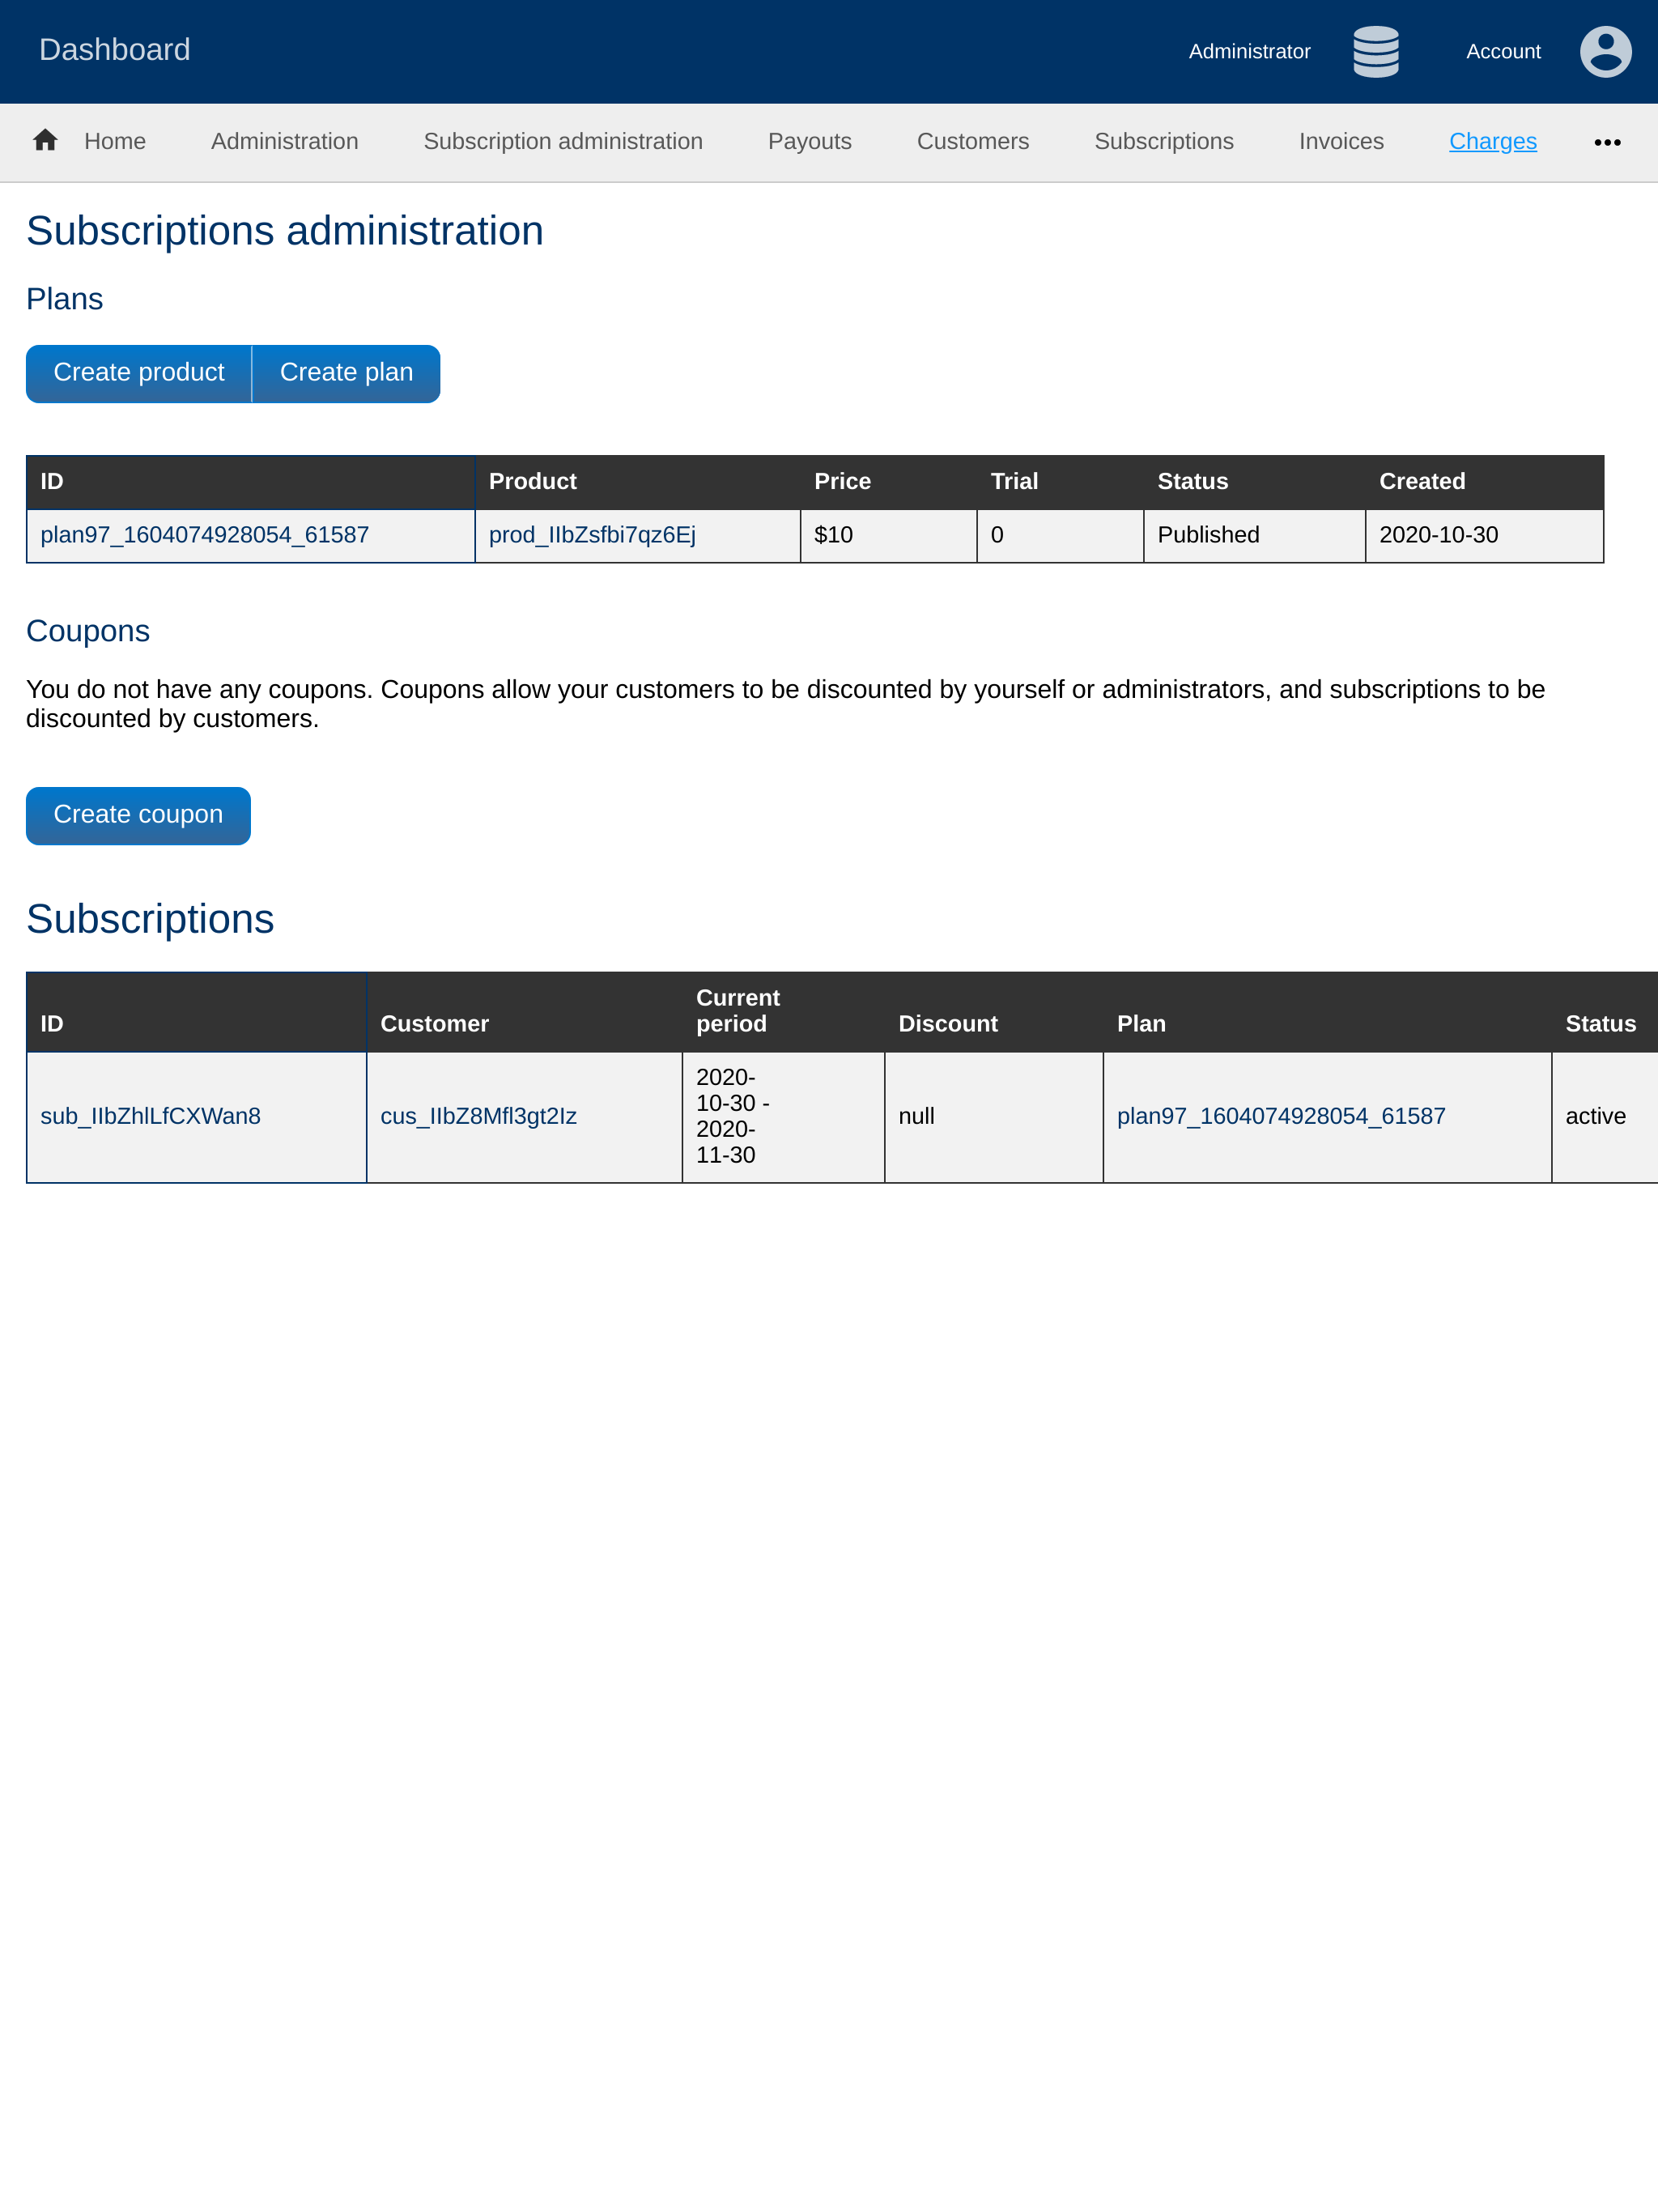 Dashboard
Administrator
Account
Home Administration Subscription administration Payouts Customers Subscriptions Invoices Charges •••
Subscriptions administration
Plans
Create product Create plan
ID Product Price Trial Status Created
plan97_1604074928054_61587 prod_IIbZsfbi7qz6Ej $10 0 Published 2020-10-30
Coupons
You do not have any coupons. Coupons allow your customers to be discounted by yourself or administrators, and subscriptions to be
discounted by customers.
Create coupon
Subscriptions
ID Customer Current period Discount Plan Status
sub_IIbZhlLfCXWan8 cus_IIbZ8Mfl3gt2Iz 2020-10-30 - 2020-11-30 null plan97_1604074928054_61587 active